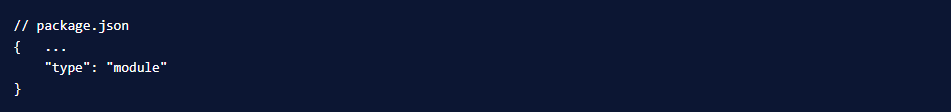 // package.json
{   ...
    "type": "module"
}